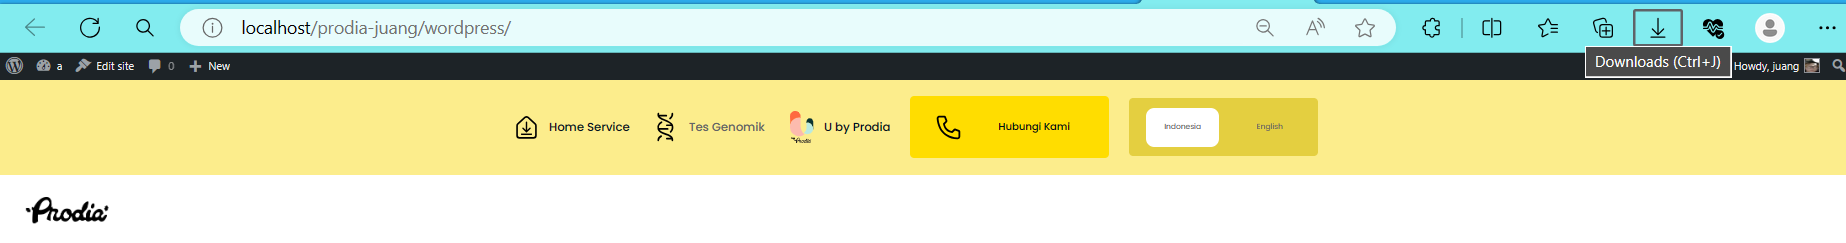 localhost/prodia-juang/wordpress/
Downloads (Ctrl+J)
a Edit site 0 New Howdy, juang
Home Service Tes Genomik U by Prodia Hubungi Kami Indonesia English
Prodia
Prodia